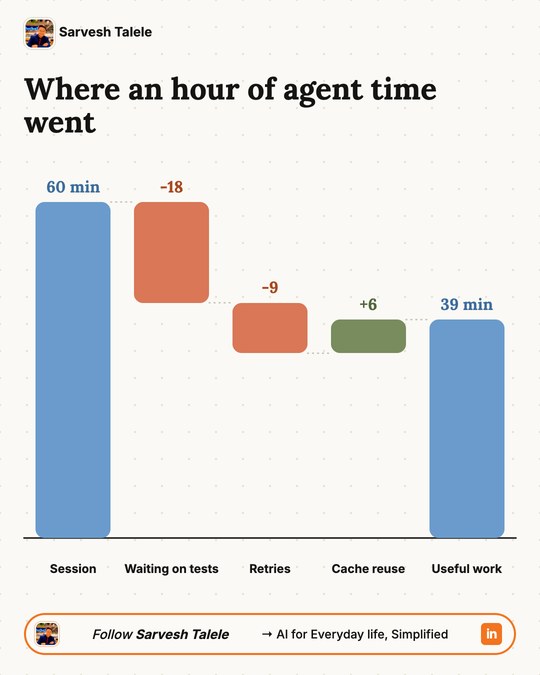 Sarvesh Talele
Where an hour of agent time
went
60 min
-18
-9
+6
39 min
Session
Waiting on tests
Retries
Cache reuse
Useful work
Follow Sarvesh Talele
→ AI for Everyday life, Simplified
in